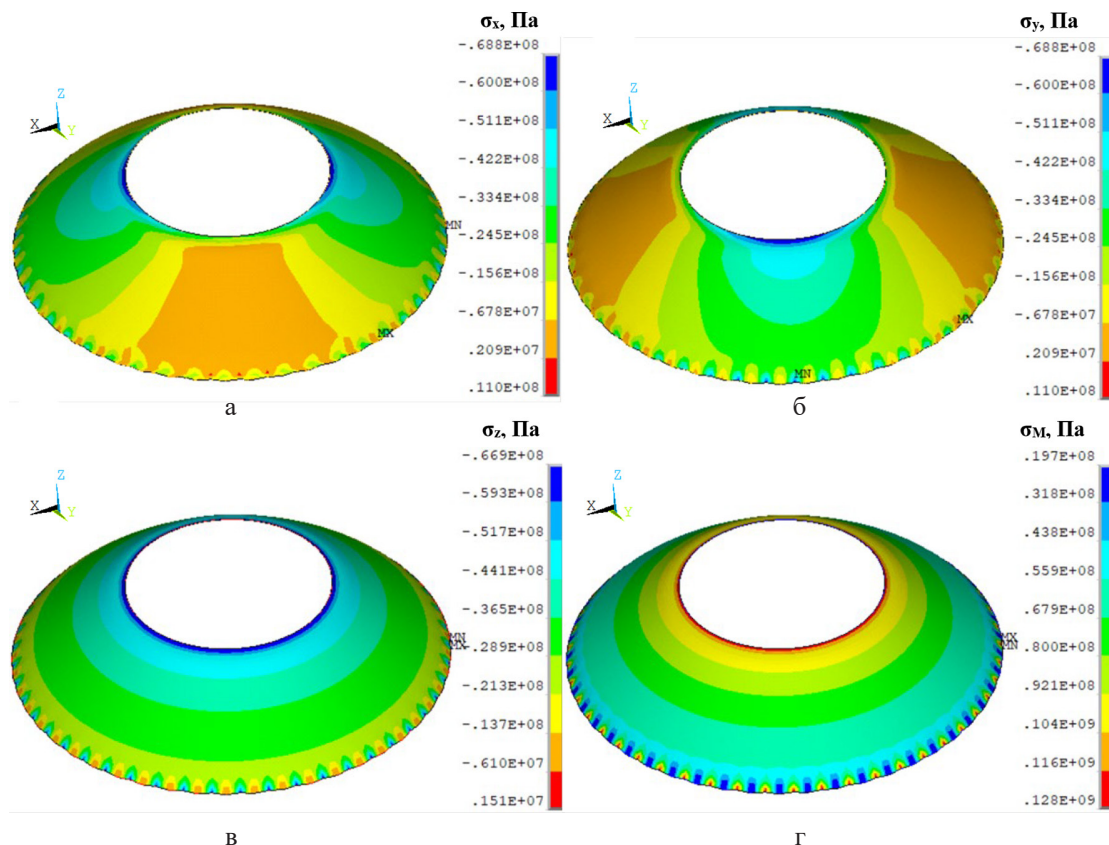 σx, Па
-.688E+08
-.600E+08
-.511E+08
-.422E+08
-.334E+08
-.245E+08
-.156E+08
-.678E+07
.209E+07
.110E+08
Z
X
Y
MN
MX
а
σy, Па
-.688E+08
-.600E+08
-.511E+08
-.422E+08
-.334E+08
-.245E+08
-.156E+08
-.678E+07
.209E+07
.110E+08
Z
X
Y
MX
MN
б
σz, Па
-.669E+08
-.593E+08
-.517E+08
-.441E+08
-.365E+08
-.289E+08
-.213E+08
-.137E+08
-.610E+07
.151E+07
Z
X
Y
MN
MX
в
σM, Па
.197E+08
.318E+08
.438E+08
.559E+08
.679E+08
.800E+08
.921E+08
.104E+09
.116E+09
.128E+09
Z
X
Y
MX
MN
г